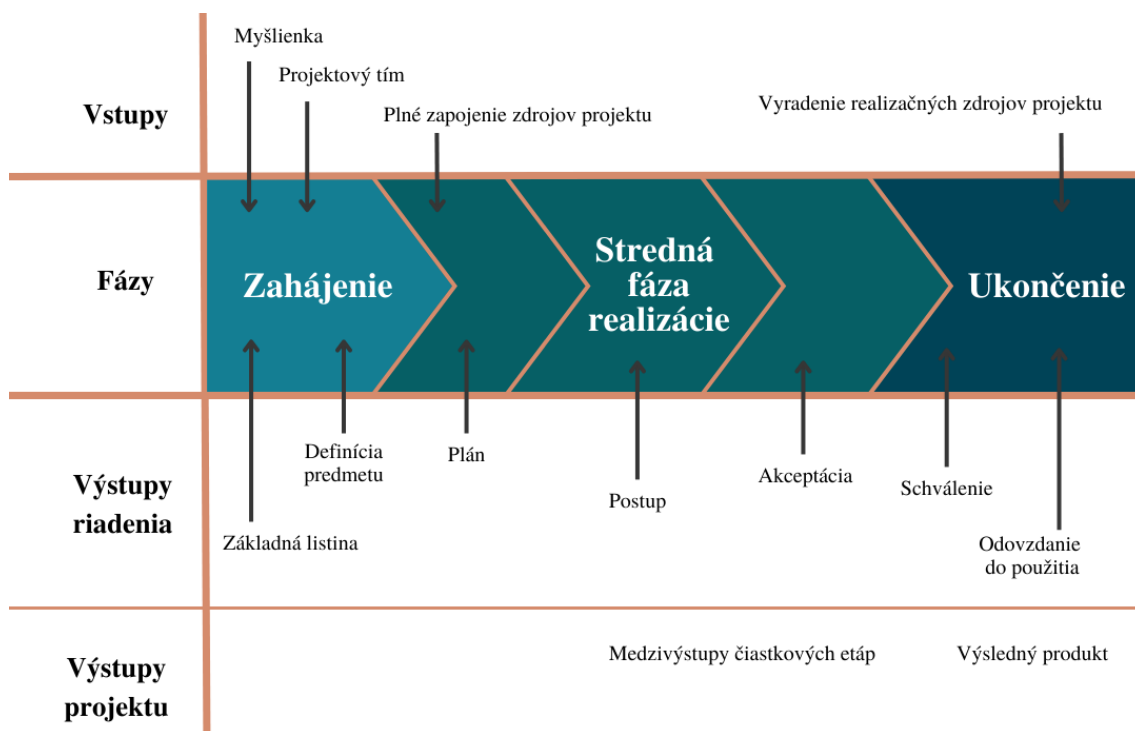 Myšlienka
Projektový tím
Vstupy
Plné zapojenie zdrojov projektu
Vyradenie realizačných zdrojov projektu
Fázy
Zahájenie
Stredná
fáza
realizácie
Ukončenie
Výstupy
riadenia
Základná listina
Definícia
predmetu
Plán
Postup
Akceptácia
Schválenie
Odovzdanie
do použitia
Výstupy
projektu
Medzivýstupy čiastkových etáp
Výsledný produkt